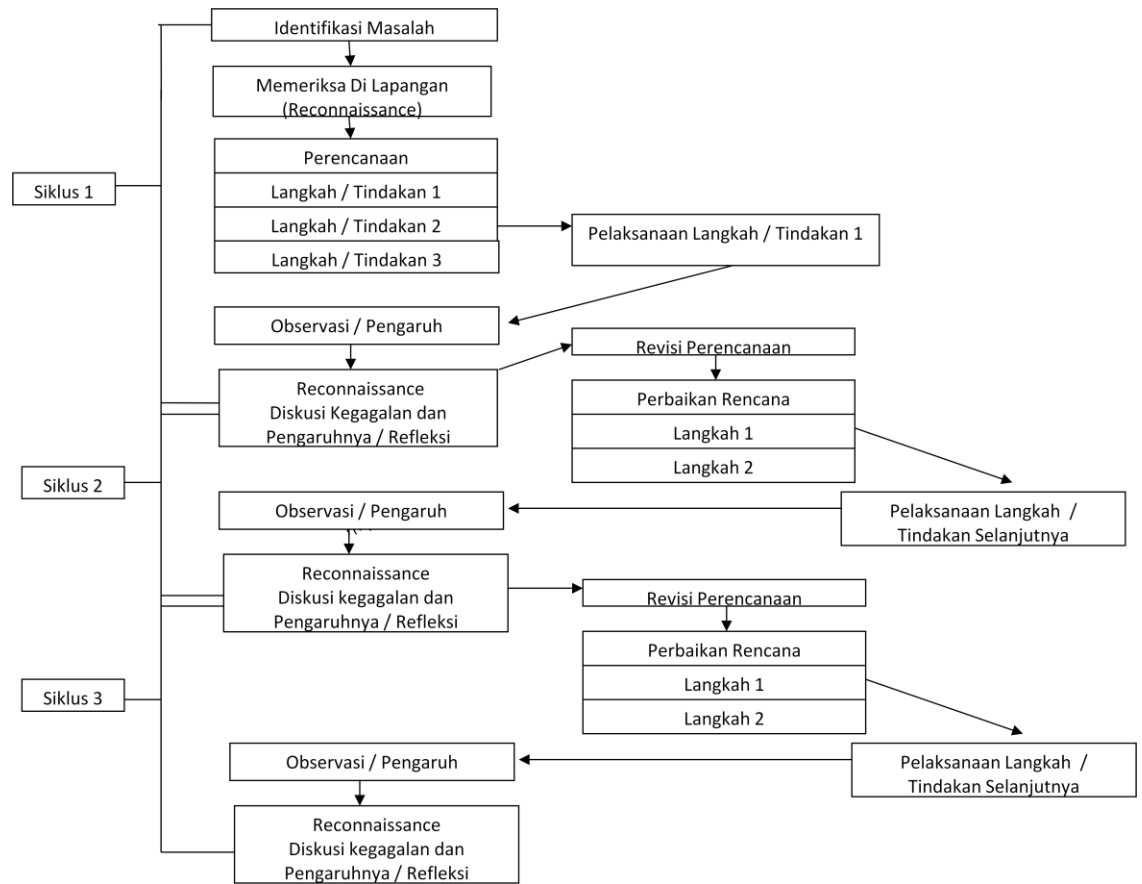 Identifikasi Masalah
Memeriksa Di Lapangan
(Reconnaissance)
Perencanaan
Siklus 1
Langkah / Tindakan 1
Langkah / Tindakan 2
Pelaksanaan Langkah / Tindakan 1
Langkah / Tindakan 3
Observasi / Pengaruh
Revisi Perencanaan
Reconnaissance
Diskusi Kegagalan dan
Pengaruhnya / Refleksi
Perbaikan Rencana
Langkah 1
Langkah 2
Siklus 2
Observasi / Pengaruh
Pelaksanaan Langkah /
Tindakan Selanjutnya
Reconnaissance
Diskusi kegagalan dan
Pengaruhnya / Refleksi
Revisi Perencanaan
Perbaikan Rencana
Langkah 1
Langkah 2
Siklus 3
Observasi / Pengaruh
Pelaksanaan Langkah /
Tindakan Selanjutnya
Reconnaissance
Diskusi kegagalan dan
Pengaruhnya / Refleksi